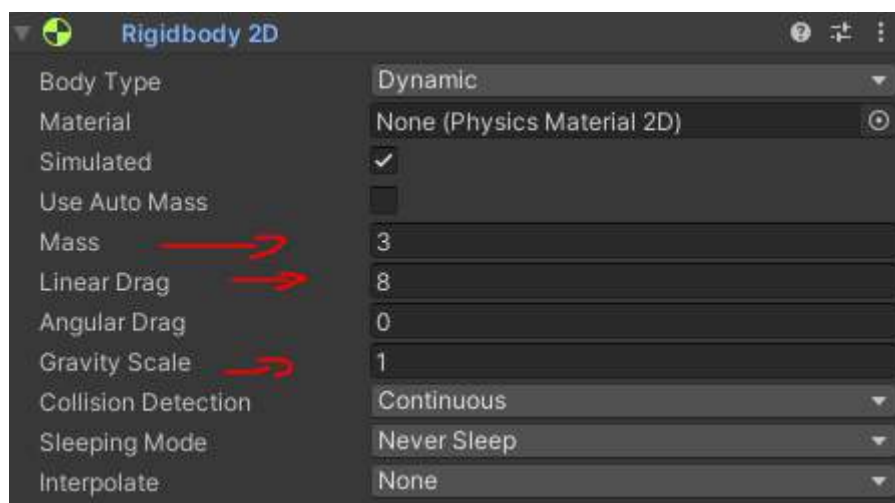 Rigidbody 2D
Body Type Dynamic
Material None (Physics Material 2D)
Simulated
Use Auto Mass
Mass 3
Linear Drag 8
Angular Drag 0
Gravity Scale 1
Collision Detection Continuous
Sleeping Mode Never Sleep
Interpolate None